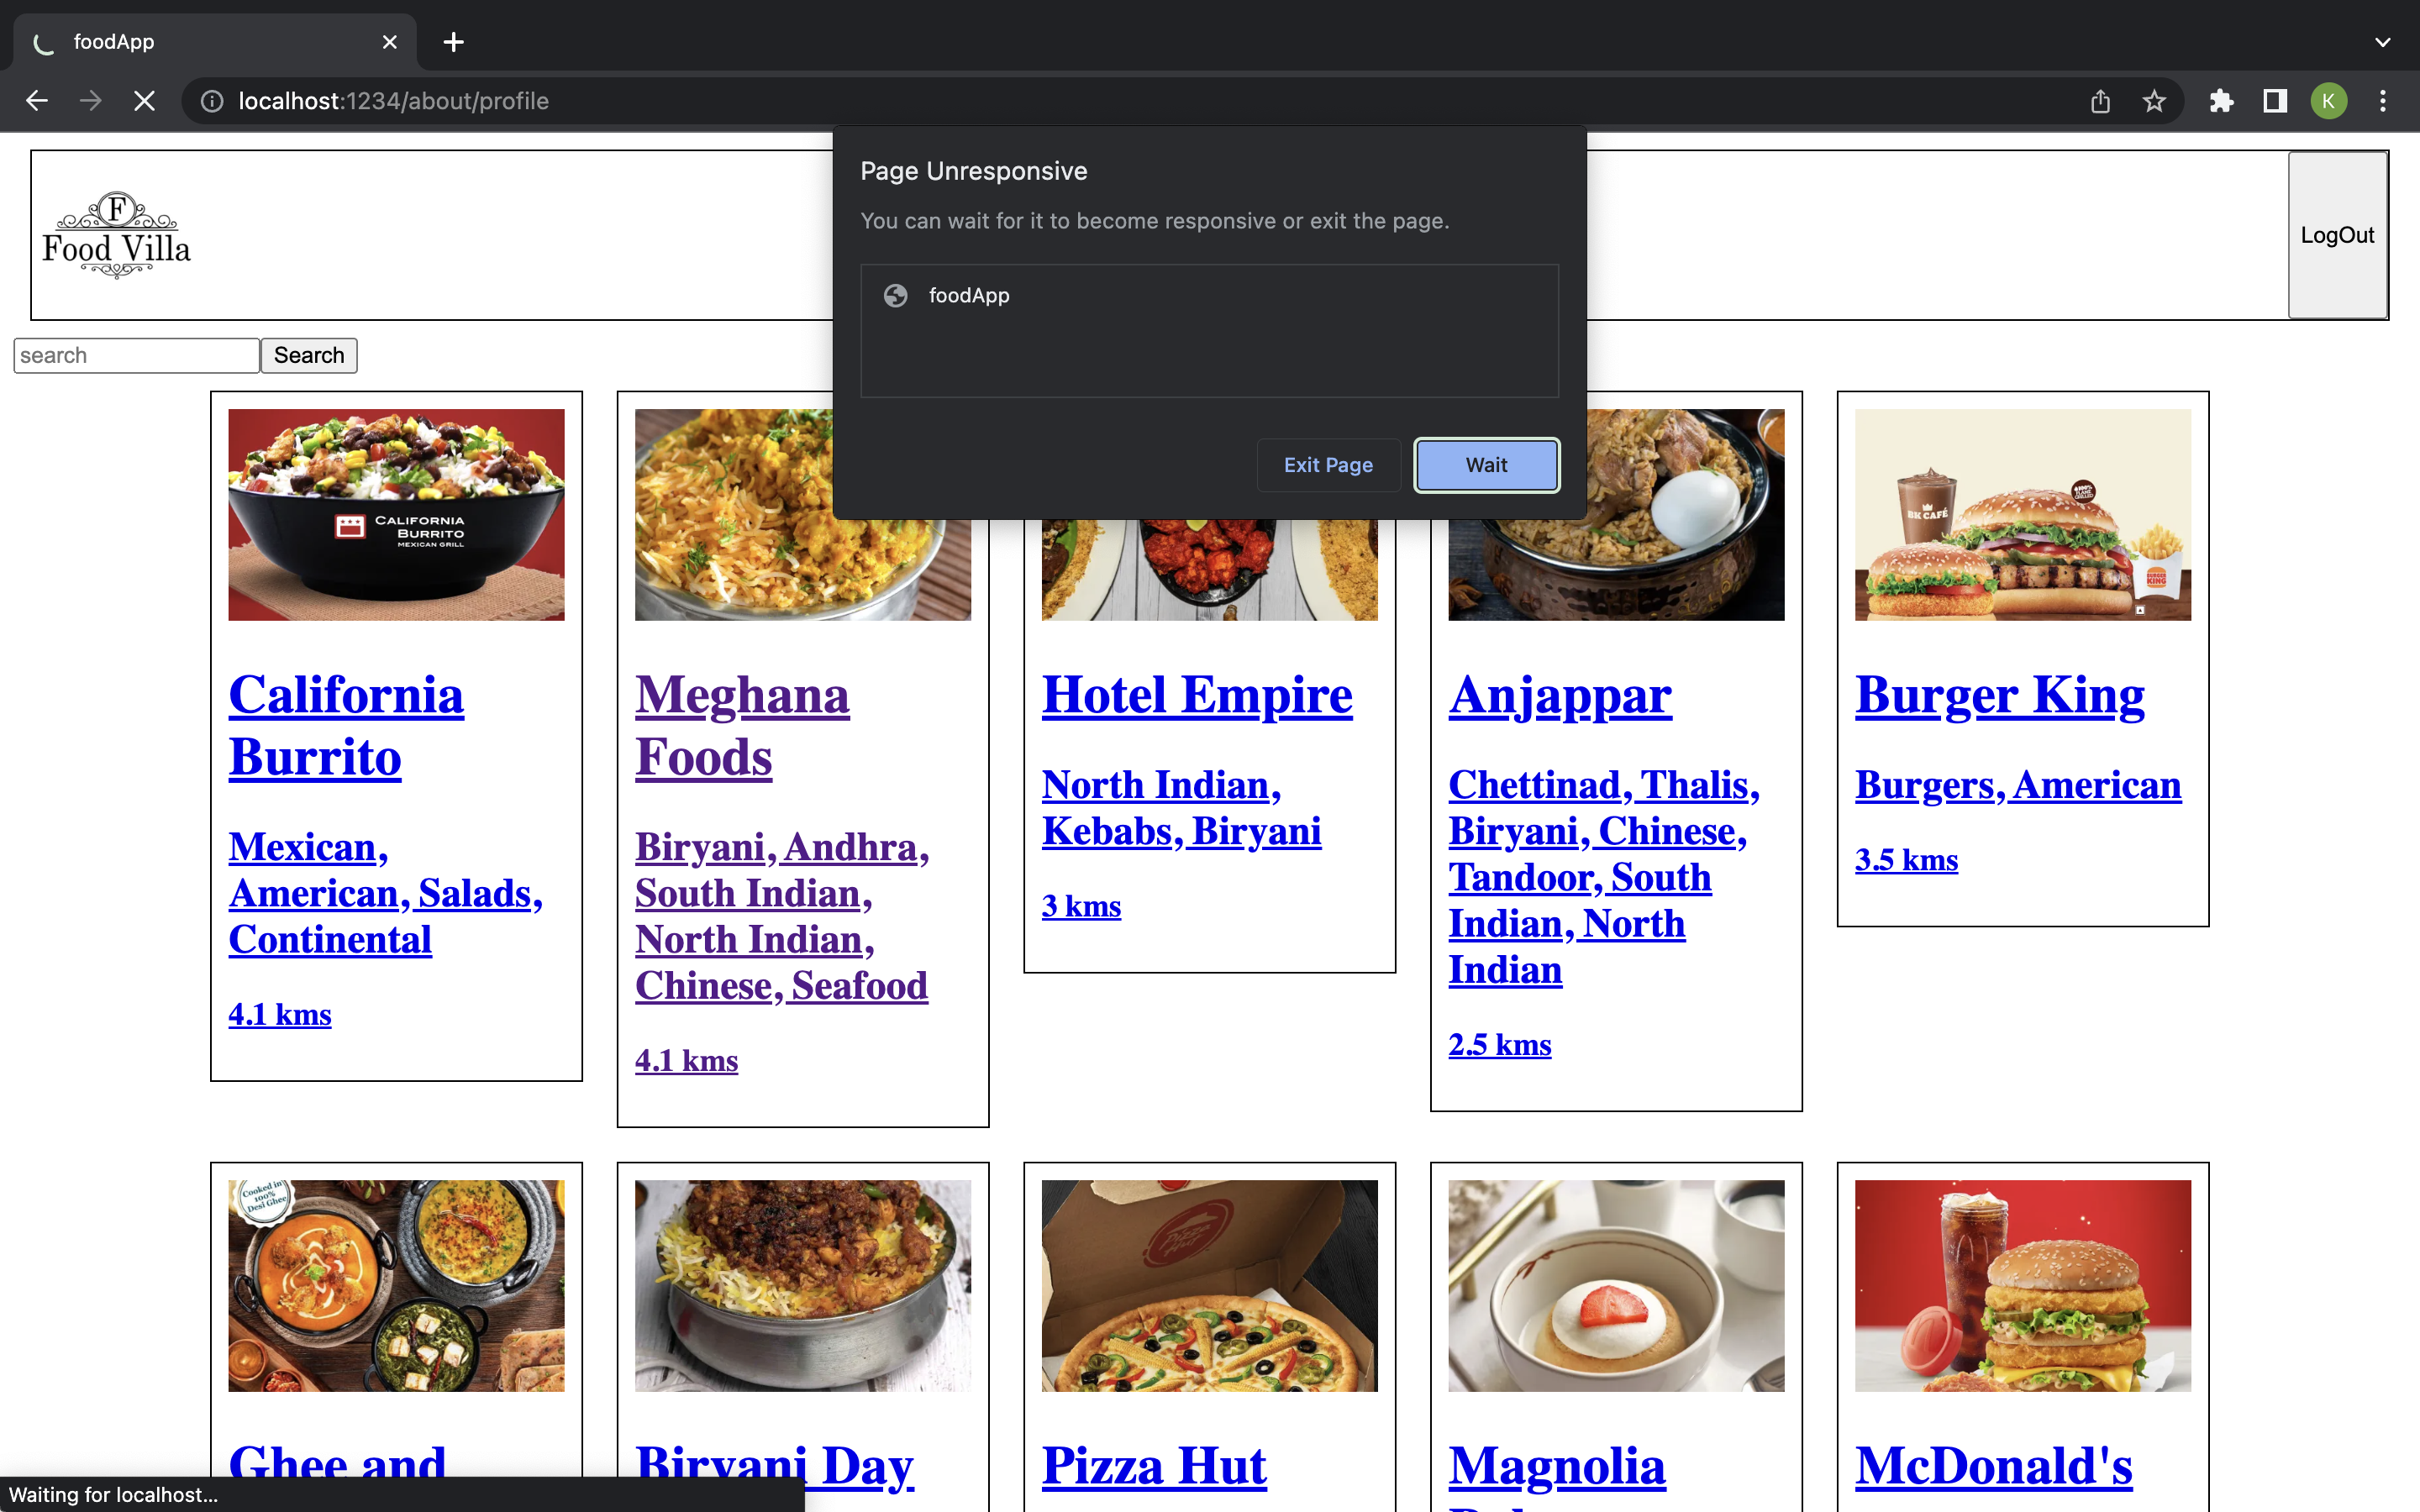 foodApp
localhost:1234/about/profile
K
Page Unresponsive
You can wait for it to become responsive or exit the page.
foodApp
Exit Page
Wait
F
Food Villa
LogOut
search
Search
CALIFORNIA
BURRITO
MEXICAN GRILL
BK CAFÉ
BURGER
KING
California
Burrito
Mexican,
American, Salads,
Continental
4.1 kms
Meghana
Foods
Biryani, Andhra,
South Indian,
North Indian,
Chinese, Seafood
4.1 kms
Hotel Empire
North Indian,
Kebabs, Biryani
3 kms
Anjappar
Chettinad, Thalis,
Biryani, Chinese,
Tandoor, South
Indian, North
Indian
2.5 kms
Burger King
Burgers, American
3.5 kms
Cooked in
100%
Desi Ghee
Pizza Hut
Ghee and
Biryani Day
Pizza Hut
Magnolia
McDonald's
Waiting for localhost...